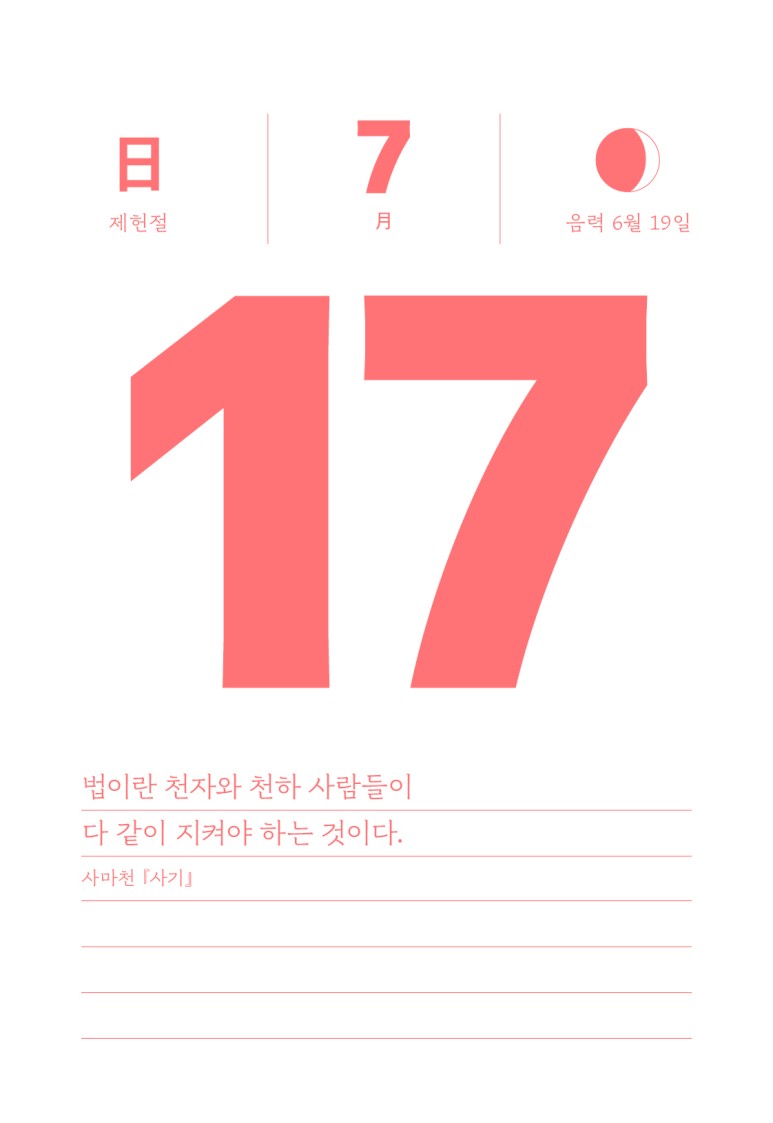 日
제헌절
7
月
음력 6월 19일
17
법이란 천자와 천하 사람들이
다 같이 지켜야 하는 것이다.
사마천 『사기』